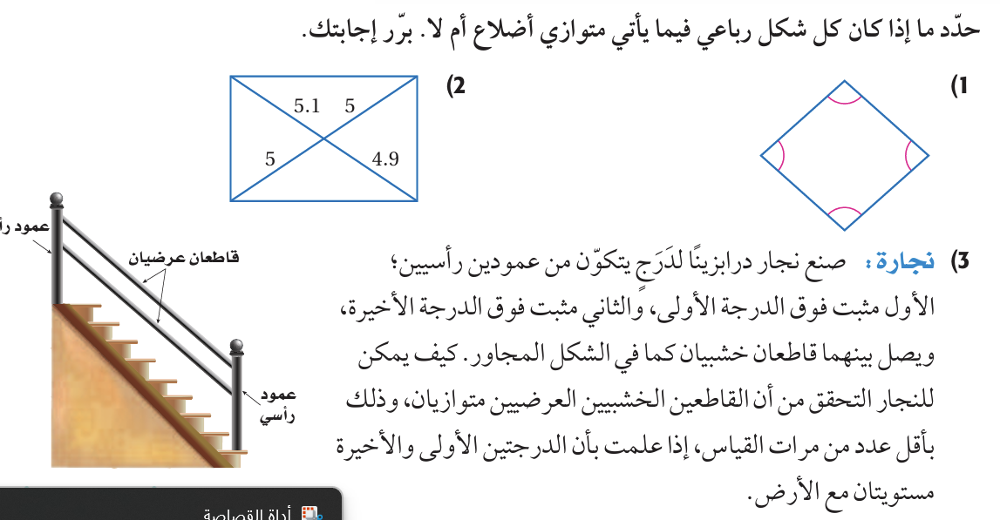 حدّد ما إذا كان كل شكل رباعي فيما يأتي متوازي أضلاع أم لا. برّر إجابتك.
(1
(2
5.1 5
5 4.9
(3 نجارة: صنع نجار درابزينًا لدَرَجٍ يتكوّن من عمودين رأسيين؛
الأول مثبت فوق الدرجة الأولى، والثاني مثبت فوق الدرجة الأخيرة،
ويصل بينهما قاطعان خشبيان كما في الشكل المجاور. كيف يمكن
للنجار التحقق من أن القاطعين الخشبيين العرضيين متوازيان، وذلك
بأقل عدد من مرات القياس، إذا علمت بأن الدرجتين الأولى والأخيرة
مستويتان مع الأرض.
عمود
قاطعان عرضيان
عمود
رأسي
أداة القصاصة